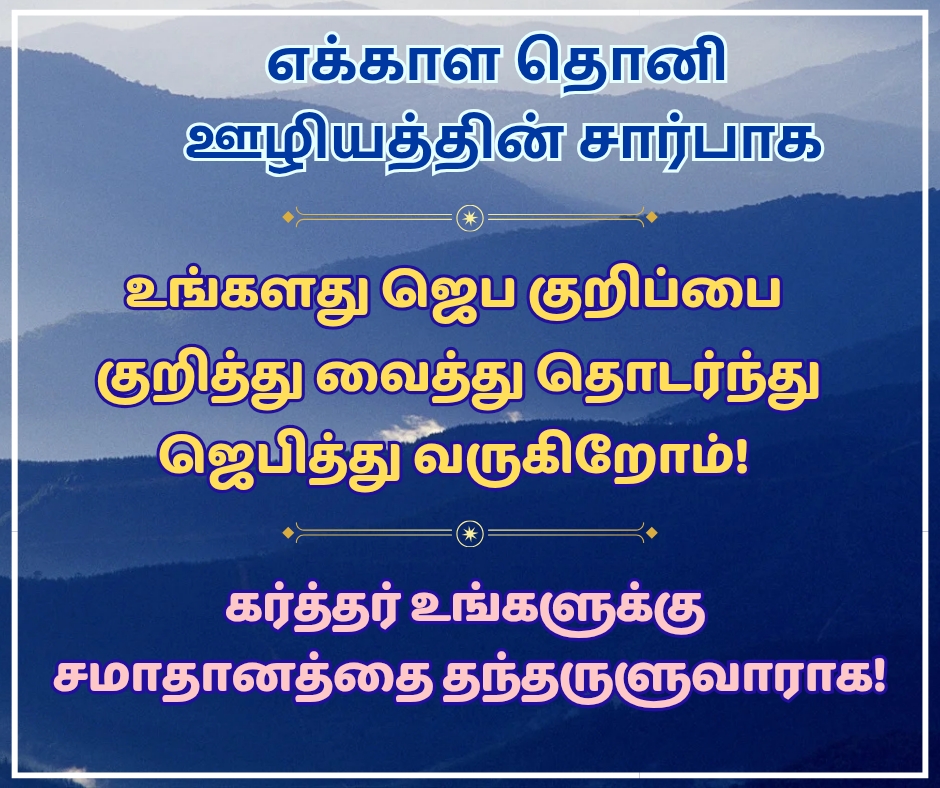 எக்காள தொனி
ஊழியத்தின் சார்பாக
உங்களது ஜெப குறிப்பை
குறித்து வைத்து தொடர்ந்து
ஜெபித்து வருகிறோம்!
கர்த்தர் உங்களுக்கு
சமாதானத்தை தந்தருளுவாராக!